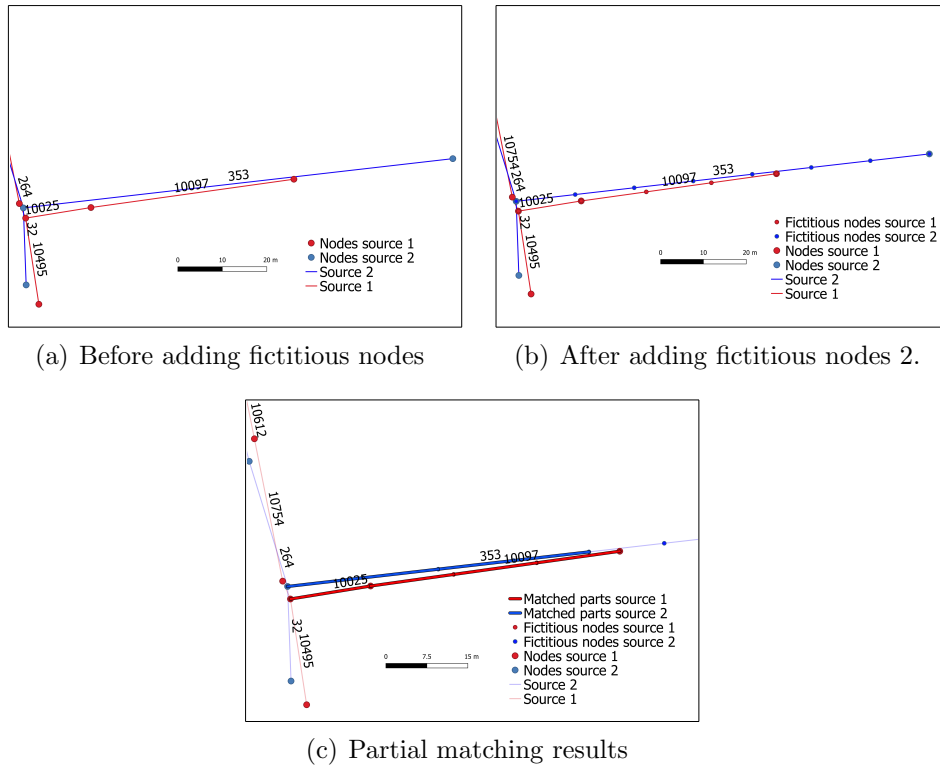 264
10025
10097
353
32
10495
Nodes source 1
Nodes source 2
Source 2
Source 1
0 10 20 m
(a) Before adding fictitious nodes
10754
264
10025
10097
353
32
10495
Fictitious nodes source 1
Fictitious nodes source 2
Nodes source 1
Nodes source 2
Source 2
Source 1
0 10 20 m
(b) After adding fictitious nodes 2.
10612
10754
264
10025
353
10097
32
10495
Matched parts source 1
Matched parts source 2
Fictitious nodes source 1
Fictitious nodes source 2
Nodes source 1
Nodes source 2
Source 2
Source 1
0 7.5 15 m
(c) Partial matching results